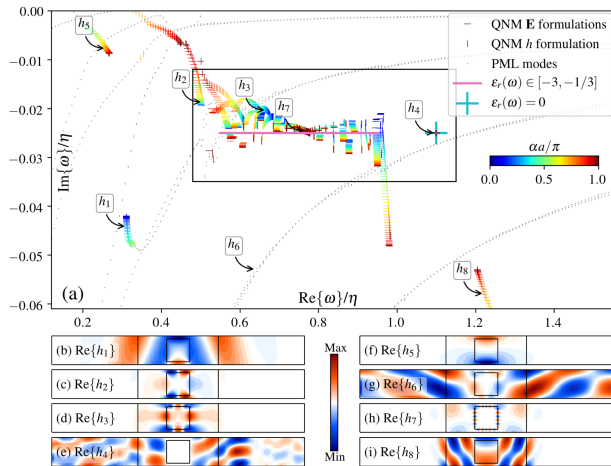 0.00
−0.01
−0.02
−0.03
−0.04
−0.05
−0.06
Im{ω}/η
h5
h2
h3
h7
h4
h1
h6
h8
QNM E formulations
QNM h formulation
PML modes
εr(ω) ∈ [−3, −1/3]
εr(ω) = 0
αa/π
0.0 0.5 1.0
(a)
Re{ω}/η
0.2 0.4 0.6 0.8 1.0 1.2 1.4
(b) Re{h1}
(c) Re{h2}
(d) Re{h3}
(e) Re{h4}
Max
Min
(f) Re{h5}
(g) Re{h6}
(h) Re{h7}
(i) Re{h8}